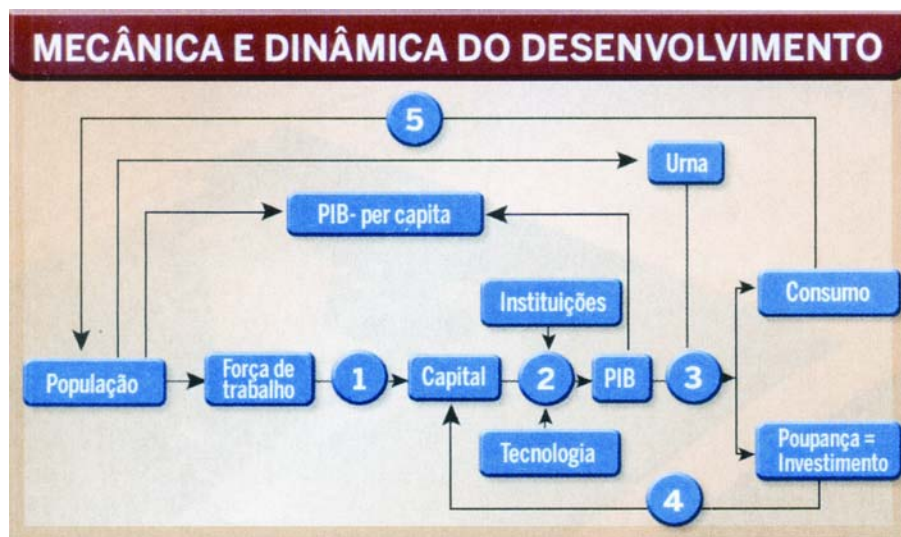 MECÂNICA E DINÂMICA DO DESENVOLVIMENTO
5
Urna
PIB- per capita
Instituições
Consumo
População
Força de
trabalho
1
Capital
2
PIB
3
Tecnologia
Poupança =
Investimento
4